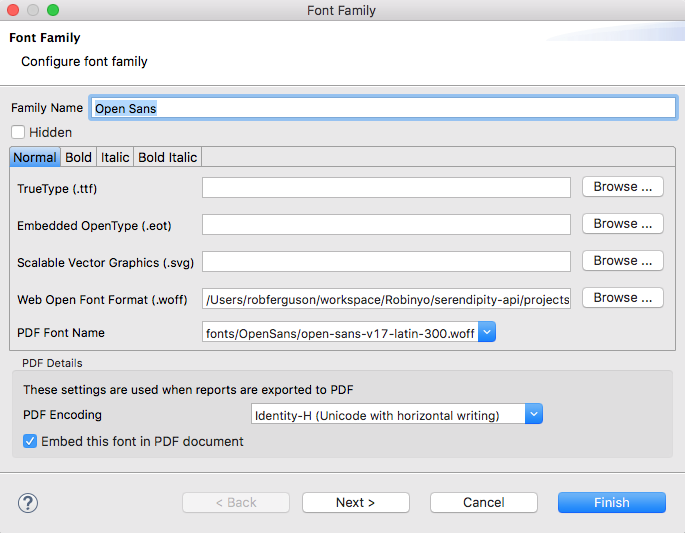 Font Family
Font Family
Configure font family
Family Name Open Sans
Hidden
Normal Bold Italic Bold Italic
TrueType (.ttf) Browse ...
Embedded OpenType (.eot) Browse ...
Scalable Vector Graphics (.svg) Browse ...
Web Open Font Format (.woff) /Users/robferguson/workspace/Robinyo/serendipity-api/projects Browse ...
PDF Font Name fonts/OpenSans/open-sans-v17-latin-300.woff
PDF Details
These settings are used when reports are exported to PDF
PDF Encoding Identity-H (Unicode with horizontal writing)
Embed this font in PDF document
? < Back Next > Cancel Finish